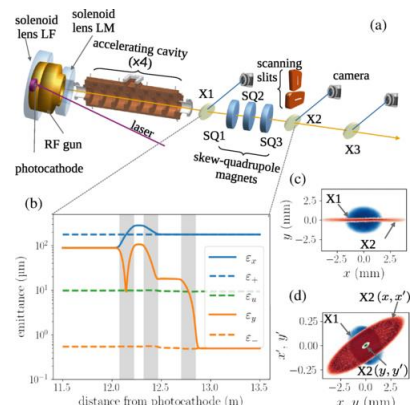 solenoid
lens LF
solenoid
lens LM
accelerating cavity
(×4)
(a)
scanning
slits
camera
X1
SQ2
SQ1
SQ3
X2
X3
laser
RF gun
photocathode
skew-quadrupole
magnets
(b)
emittance (μm)
10²
10¹
10⁰
10⁻¹
11.5 12.0 12.5 13.0 13.5
distance from photocathode (m)
εₓ
ε₊
εᵤ
ε_y
ε₋
(c)
X1
X2
y (mm)
2.5
0.0
−2.5
−2.5 0.0 2.5
x (mm)
(d)
X2 (x, x′)
X1
X2 (y, y′)
x′, y′
0.25
0.00
−0.25
−2.5 0.0 2.5
x, y (mm)